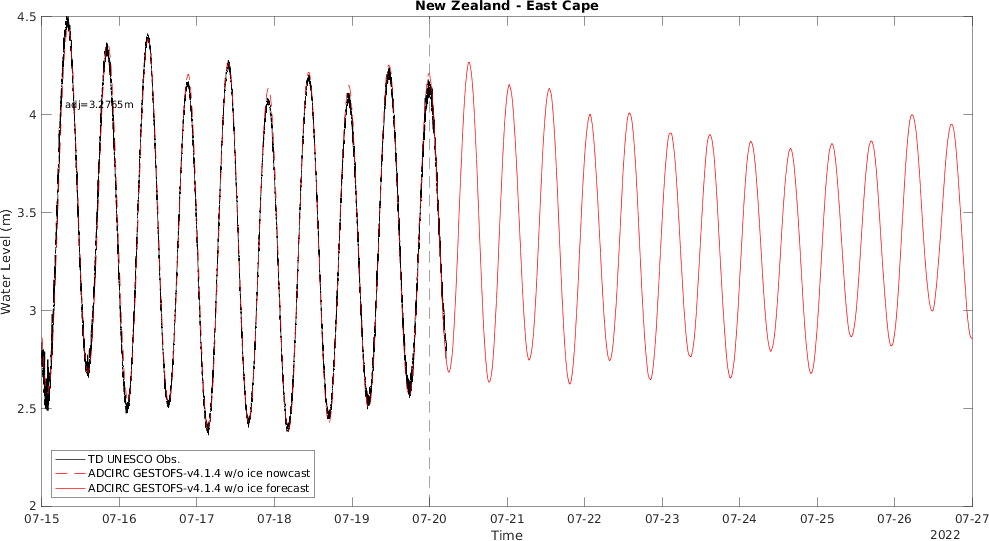 New Zealand - East Cape
Water Level (m)
4.5
4
3.5
3
2.5
2
adj=3.2765m
TD UNESCO Obs.
ADCIRC GESTOFS-v4.1.4 w/o ice nowcast
ADCIRC GESTOFS-v4.1.4 w/o ice forecast
07-15 07-16 07-17 07-18 07-19 07-20 07-21 07-22 07-23 07-24 07-25 07-26 07-27
Time
2022